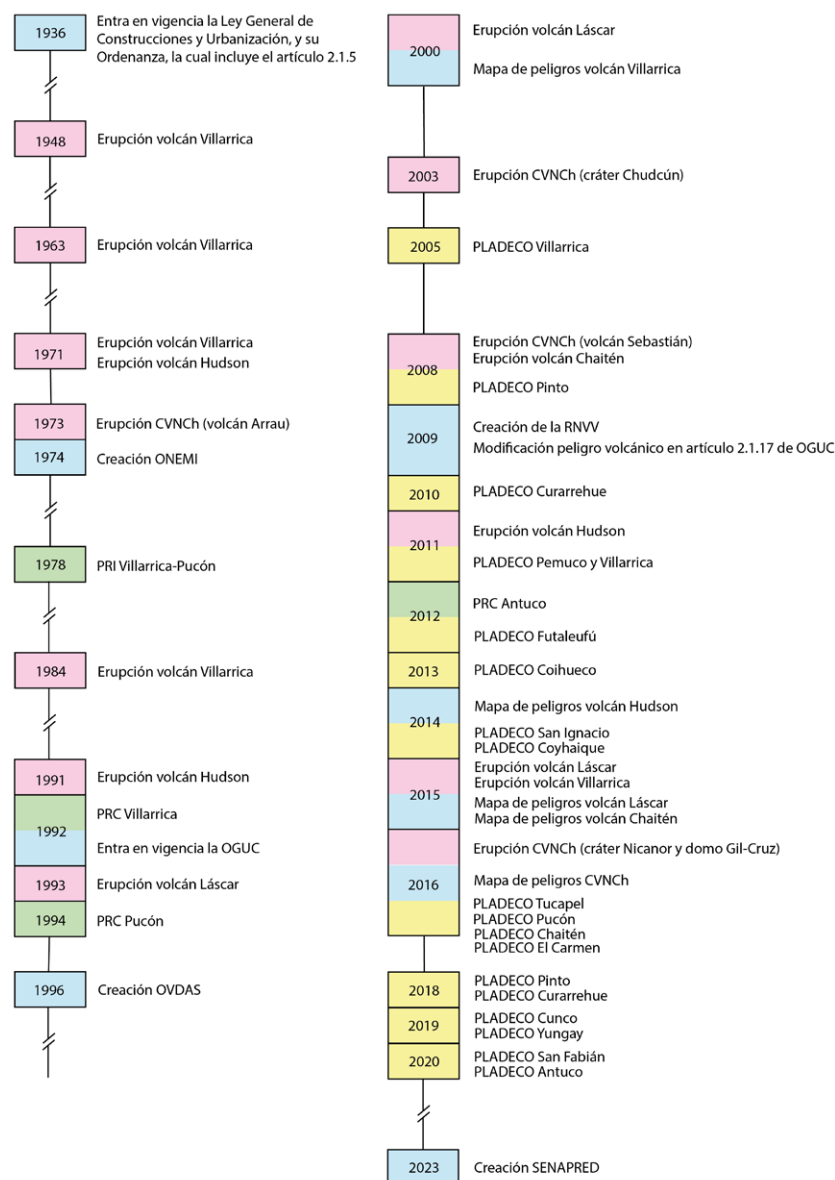 1936
Entra en vigencia la Ley General de
Construcciones y Urbanización, y su
Ordenanza, la cual incluye el artículo 2.1.5
1948
Erupción volcán Villarrica
1963
Erupción volcán Villarrica
1971
Erupción volcán Villarrica
Erupción volcán Hudson
1973
Erupción CVNCh (volcán Arrau)
1974
Creación ONEMI
1978
PRI Villarrica-Pucón
1984
Erupción volcán Villarrica
1991
Erupción volcán Hudson
1992
PRC Villarrica
Entra en vigencia la OGUC
1993
Erupción volcán Láscar
1994
PRC Pucón
1996
Creación OVDAS
2000
Erupción volcán Láscar
Mapa de peligros volcán Villarrica
2003
Erupción CVNCh (cráter Chudcún)
2005
PLADECO Villarrica
2008
Erupción CVNCh (volcán Sebastián)
Erupción volcán Chaitén
PLADECO Pinto
2009
Creación de la RNVV
Modificación peligro volcánico en artículo 2.1.17 de OGUC
2010
PLADECO Curarrehue
2011
Erupción volcán Hudson
PLADECO Pemuco y Villarrica
2012
PRC Antuco
PLADECO Futaleufú
2013
PLADECO Coihueco
2014
Mapa de peligros volcán Hudson
PLADECO San Ignacio
PLADECO Coyhaique
2015
Erupción volcán Láscar
Erupción volcán Villarrica
Mapa de peligros volcán Láscar
Mapa de peligros volcán Chaitén
2016
Erupción CVNCh (cráter Nicanor y domo Gil-Cruz)
Mapa de peligros CVNCh
PLADECO Tucapel
PLADECO Pucón
PLADECO Chaitén
PLADECO El Carmen
2018
PLADECO Pinto
PLADECO Curarrehue
2019
PLADECO Cunco
PLADECO Yungay
2020
PLADECO San Fabián
PLADECO Antuco
2023
Creación SENAPRED